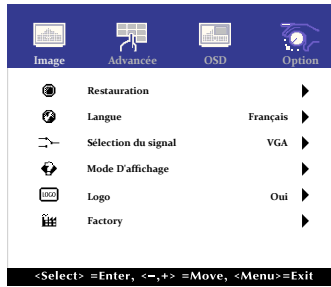 Image Advancée OSD Option
Restauration
Langue Français
Sélection du signal VGA
Mode D'affichage
LOGO Logo Oui
Factory
<Select> =Enter, <−,+> =Move, <Menu>=Exit